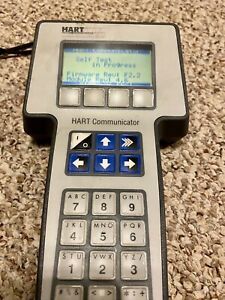 HART
Self Test
in Progress
Firmware Rev: F2.2
Module Rev: 4.6
HART Communicator
I
O
ABC DEF GHI
7 8 9
JKL MNO PQR
4 5 6
STU VWX YZ/
1 2 3